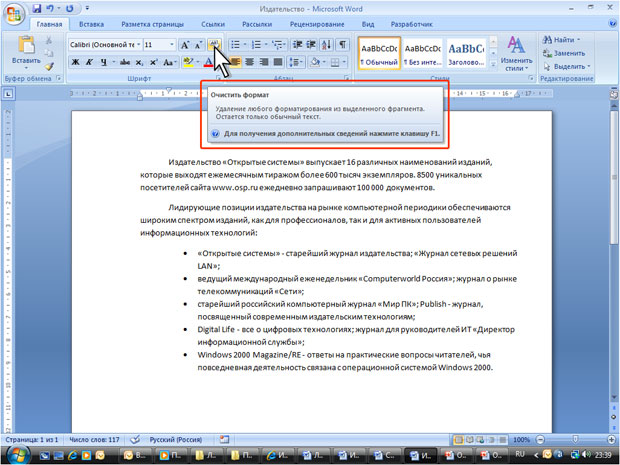 Издательство - Microsoft Word
Главная Вставка Разметка страницы Ссылки Рассылки Рецензирование Вид Разработчик
Calibri (Основной те 11
Найти
Заменить
Выделить
Вставить
Ж К Ч
AaBbCcDc AaBbCcDc AaBbCc
¶ Обычный ¶ Без инте... Заголово...
Изменить стили
Буфер обмена Шрифт Абзац Стили Редактирование
Очистить формат
Удаление любого форматирования из выделенного фрагмента.
Остается только обычный текст.
Для получения дополнительных сведений нажмите клавишу F1.
Издательство «Открытые системы» выпускает 16 различных наименований изданий,
которые выходят ежемесячным тиражом более 600 тысяч экземпляров. 8500 уникальных
посетителей сайта www.osp.ru ежедневно запрашивают 100 000 документов.
Лидирующие позиции издательства на рынке компьютерной периодики обеспечиваются
широким спектром изданий, как для профессионалов, так и для активных пользователей
информационных технологий:
• «Открытые системы» - старейший журнал издательства; «Журнал сетевых решений
LAN»;
• ведущий международный еженедельник «Computerworld Россия»; журнал о рынке
телекоммуникаций «Сети»;
• старейший российский компьютерный журнал «Мир ПК»; Publish - журнал,
посвященный современным издательским технологиям;
• Digital Life - все о цифровых технологиях; журнал для руководителей ИТ «Директор
информационной службы»;
• Windows 2000 Magazine/RE - ответы на практические вопросы читателей, чья
повседневная деятельность связана с операционной системой Windows 2000.
Страница: 1 из 1 Число слов: 117 Русский (Россия) 100%
RU 23:39